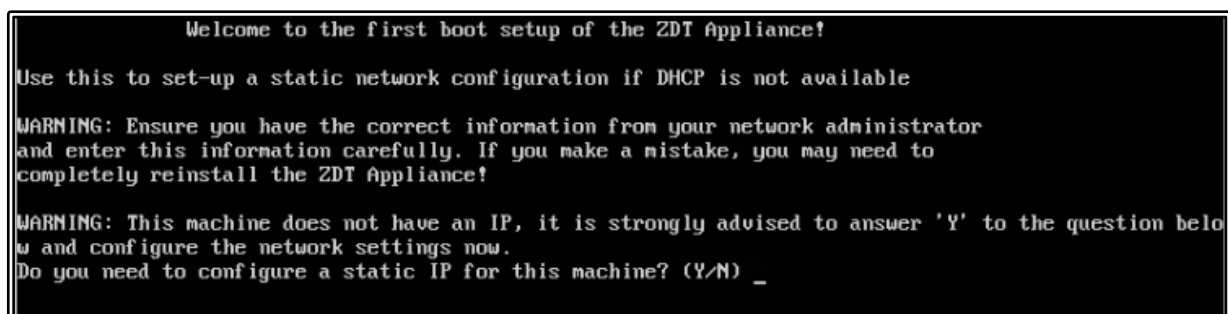 Welcome to the first boot setup of the ZDT Appliance!
Use this to set-up a static network configuration if DHCP is not available
WARNING: Ensure you have the correct information from your network administrator
and enter this information carefully. If you make a mistake, you may need to
completely reinstall the ZDT Appliance!
WARNING: This machine does not have an IP, it is strongly advised to answer 'Y' to the question belo
w and configure the network settings now.
Do you need to configure a static IP for this machine? (Y/N) _